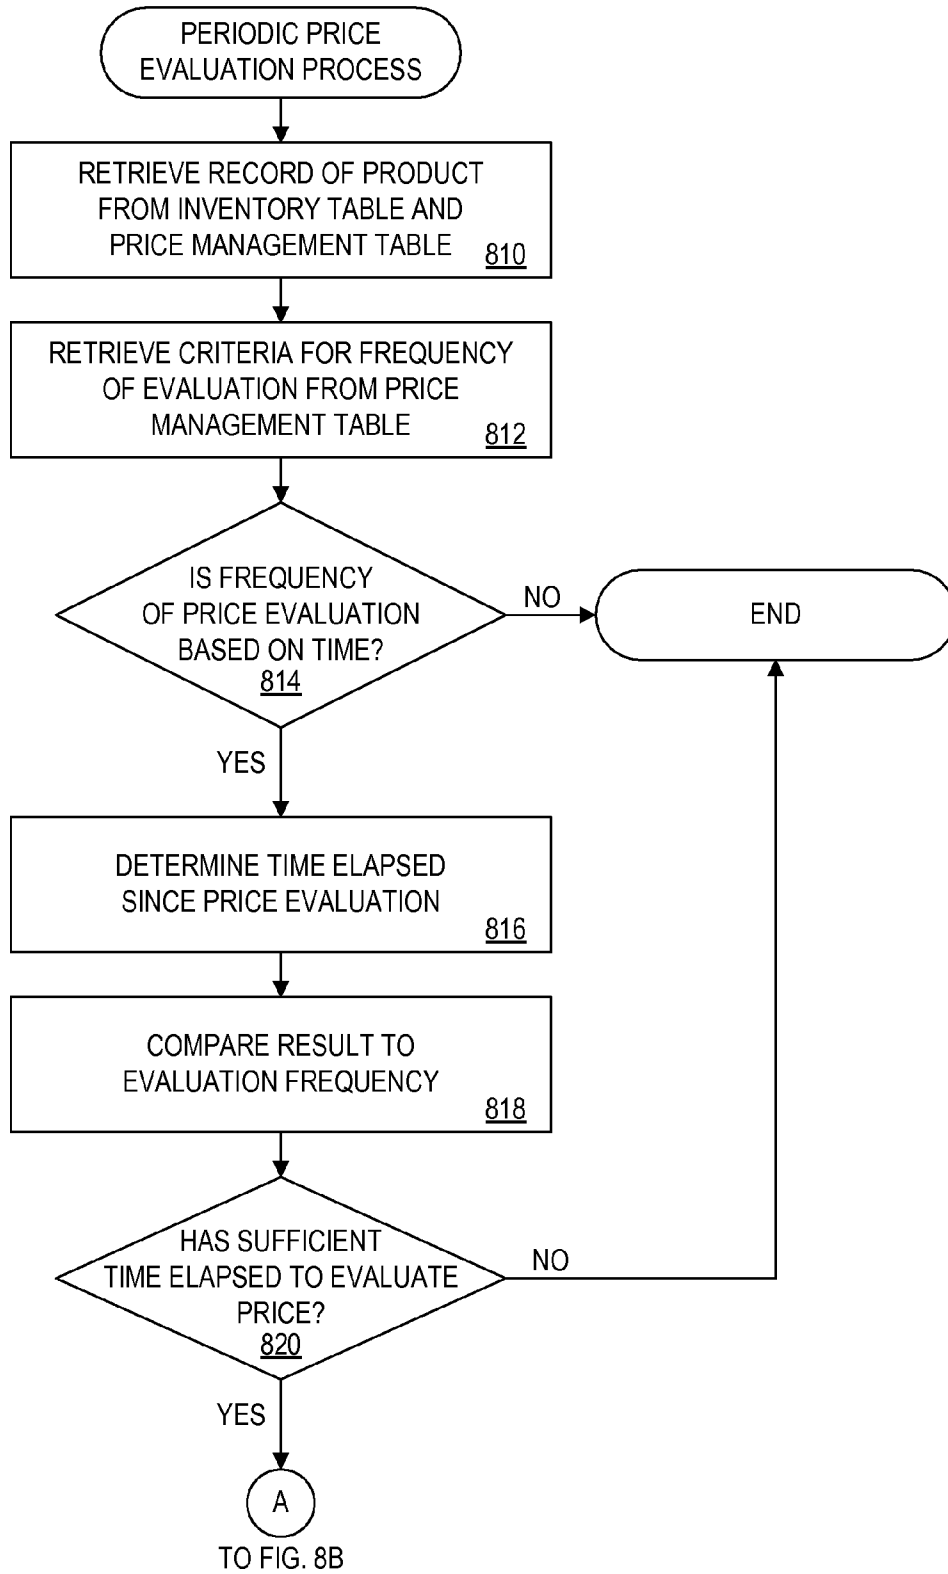 PERIODIC PRICE
EVALUATION PROCESS
RETRIEVE RECORD OF PRODUCT
FROM INVENTORY TABLE AND
PRICE MANAGEMENT TABLE
810
RETRIEVE CRITERIA FOR FREQUENCY
OF EVALUATION FROM PRICE
MANAGEMENT TABLE
812
IS FREQUENCY
OF PRICE EVALUATION
BASED ON TIME?
814
NO
END
YES
DETERMINE TIME ELAPSED
SINCE PRICE EVALUATION
816
COMPARE RESULT TO
EVALUATION FREQUENCY
818
HAS SUFFICIENT
TIME ELAPSED TO EVALUATE
PRICE?
820
NO
YES
A
TO FIG. 8B